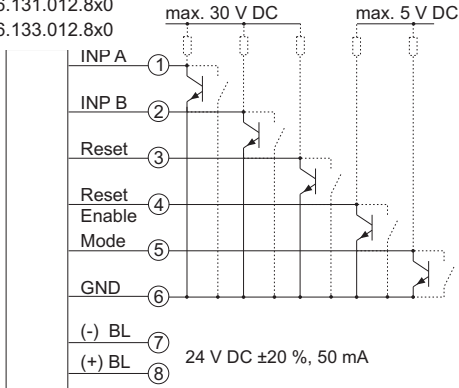 6.131.012.8x0
6.133.012.8x0
max. 30 V DC
max. 5 V DC
INP A 1
INP B 2
Reset 3
Reset 4
Enable
Mode 5
GND 6
(-) BL 7
24 V DC ±20 %, 50 mA
(+) BL 8